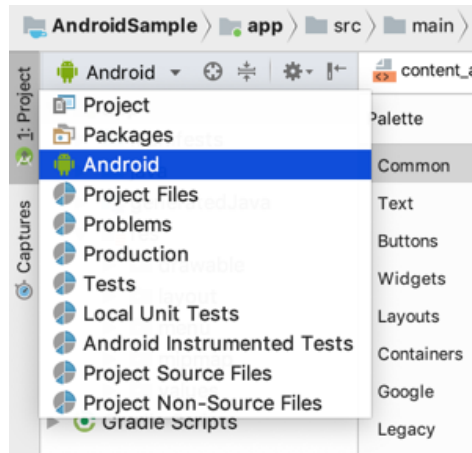 AndroidSample app src main
1: Project
Captures
Android
content_a
Project
Packages
Android
Project Files
Problems
Production
Tests
Local Unit Tests
Android Instrumented Tests
Project Source Files
Project Non-Source Files
Gradle Scripts
Palette
Common
Text
Buttons
Widgets
Layouts
Containers
Google
Legacy